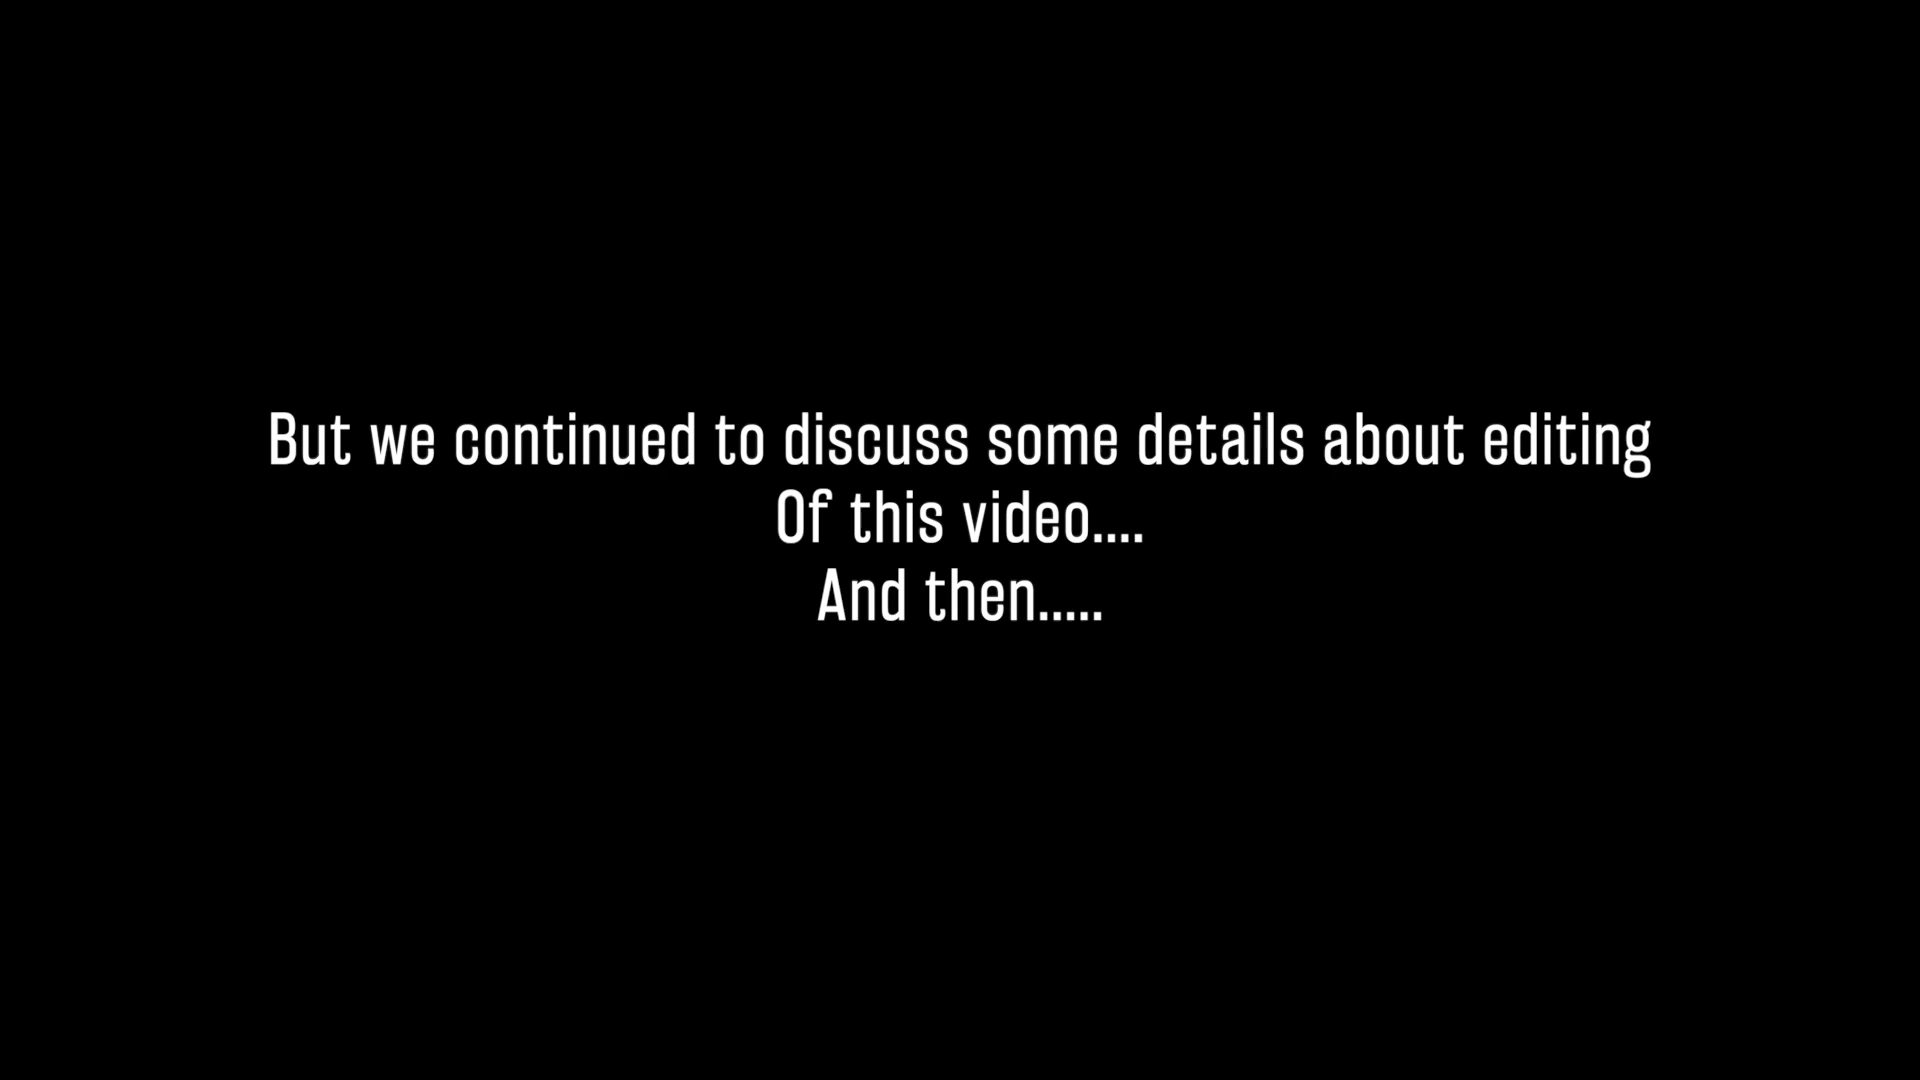 But we continued to discuss some details about editing
Of this video....
And then.....